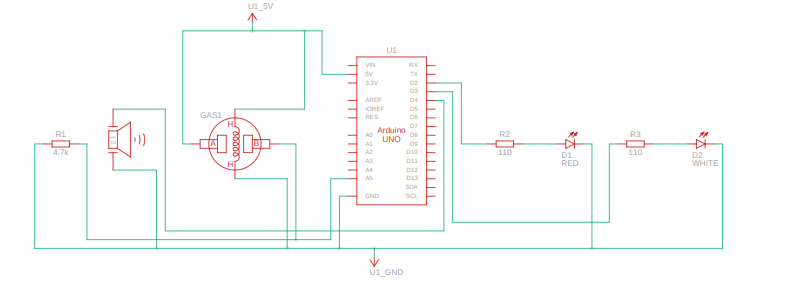 U1_5V
U1
VIN
5V
3.3V
AREF
IOREF
RES
A0
A1
A2
A3
A4
A5
GND
RX
TX
D2
D3
D4
D5
D6
D7
D8
D9
D10
D11
D12
D13
SDA
SCL
Arduino
UNO
GAS1
H
A
B
H
R1
4.7k
1
2
R2
110
D1
RED
R3
110
D2
WHITE
U1_GND